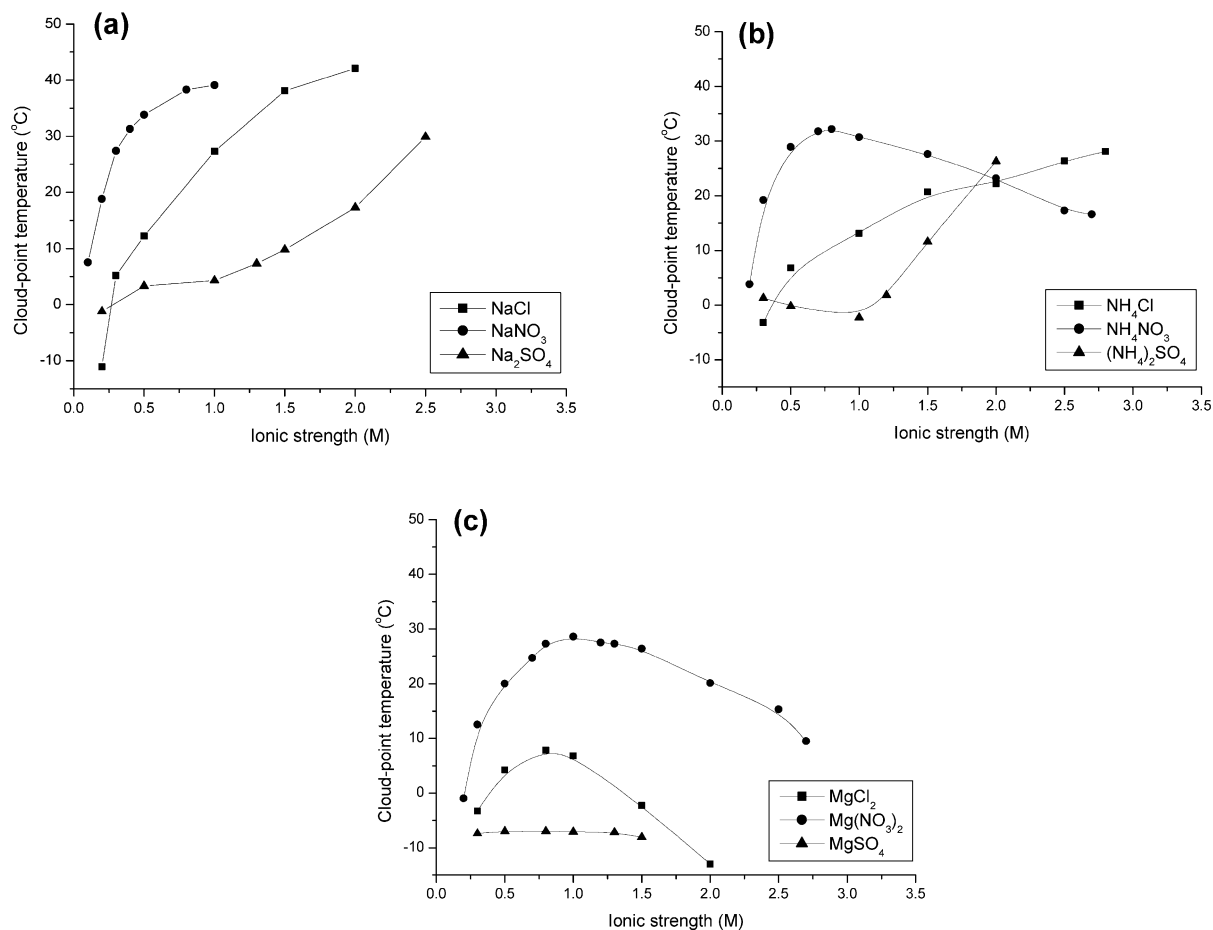 (a)
50
40
30
20
10
0
-10
Cloud-point temperature (°C)
NaCl
NaNO₃
Na₂SO₄
0.0 0.5 1.0 1.5 2.0 2.5 3.0 3.5
Ionic strength (M)
(b)
50
40
30
20
10
0
-10
Cloud-point temperature (°C)
NH₄Cl
NH₄NO₃
(NH₄)₂SO₄
0.0 0.5 1.0 1.5 2.0 2.5 3.0 3.5
Ionic strength (M)
(c)
50
40
30
20
10
0
-10
Cloud-point temperature (°C)
MgCl₂
Mg(NO₃)₂
MgSO₄
0.0 0.5 1.0 1.5 2.0 2.5 3.0 3.5
Ionic strength (M)